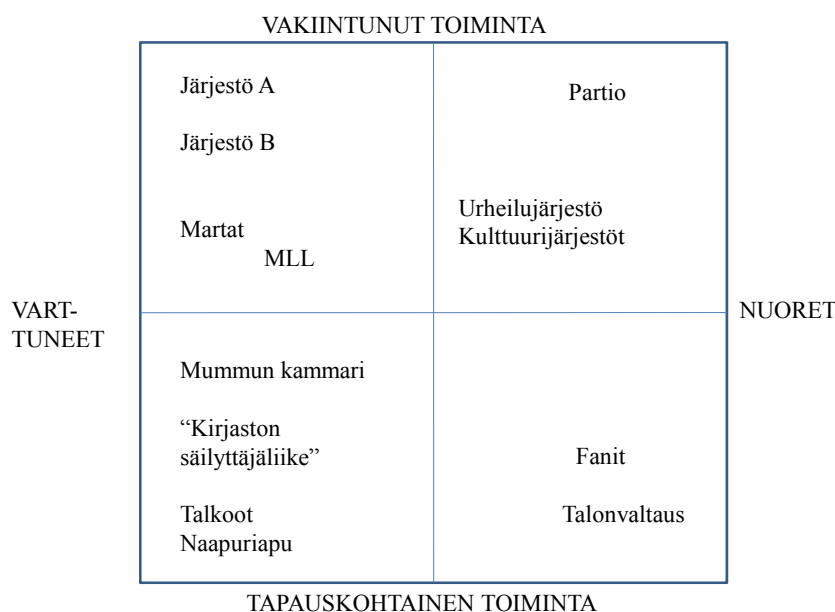 VAKIINTUNUT TOIMINTA
Järjestö A
Partio
Järjestö B
Urheilujärjestö
Kulttuurijärjestöt
Martat
MLL
VART-
TUNEET
NUORET
Mummun kammari
“Kirjaston
säilyttäjäliike”
Fanit
Talkoot
Naapuriapu
Talonvaltaus
TAPAUSKOHTAINEN TOIMINTA